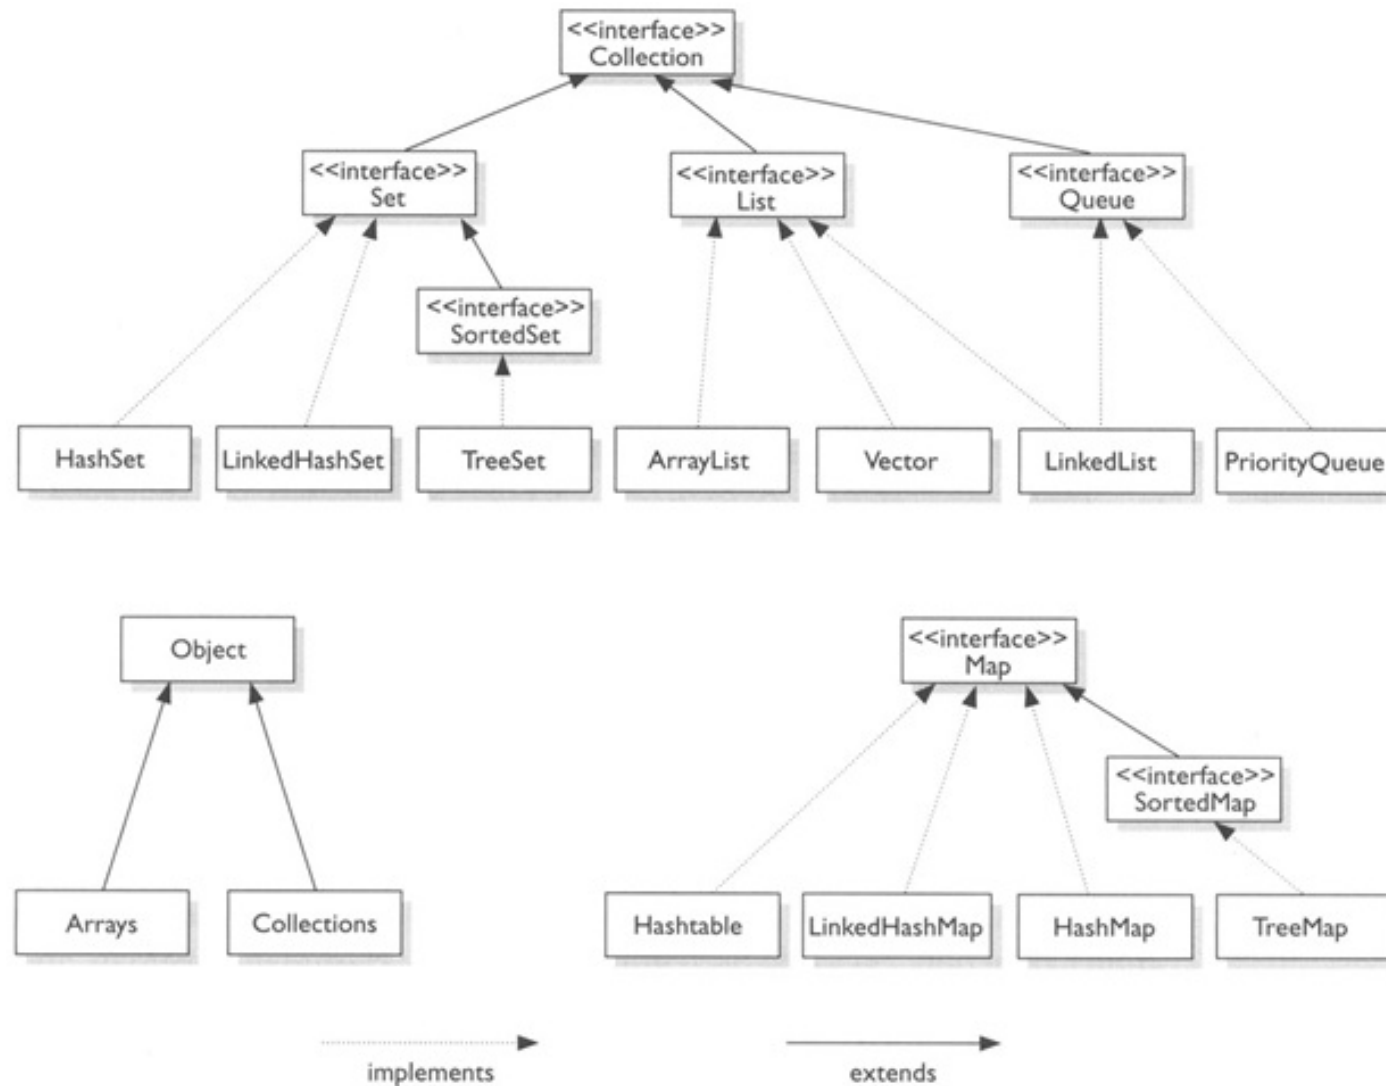 <<interface>>
Collection
<<interface>>
Set
<<interface>>
List
<<interface>>
Queue
<<interface>>
SortedSet
HashSet
LinkedHashSet
TreeSet
ArrayList
Vector
LinkedList
PriorityQueue
Object
<<interface>>
Map
<<interface>>
SortedMap
Arrays
Collections
Hashtable
LinkedHashMap
HashMap
TreeMap
implements
extends